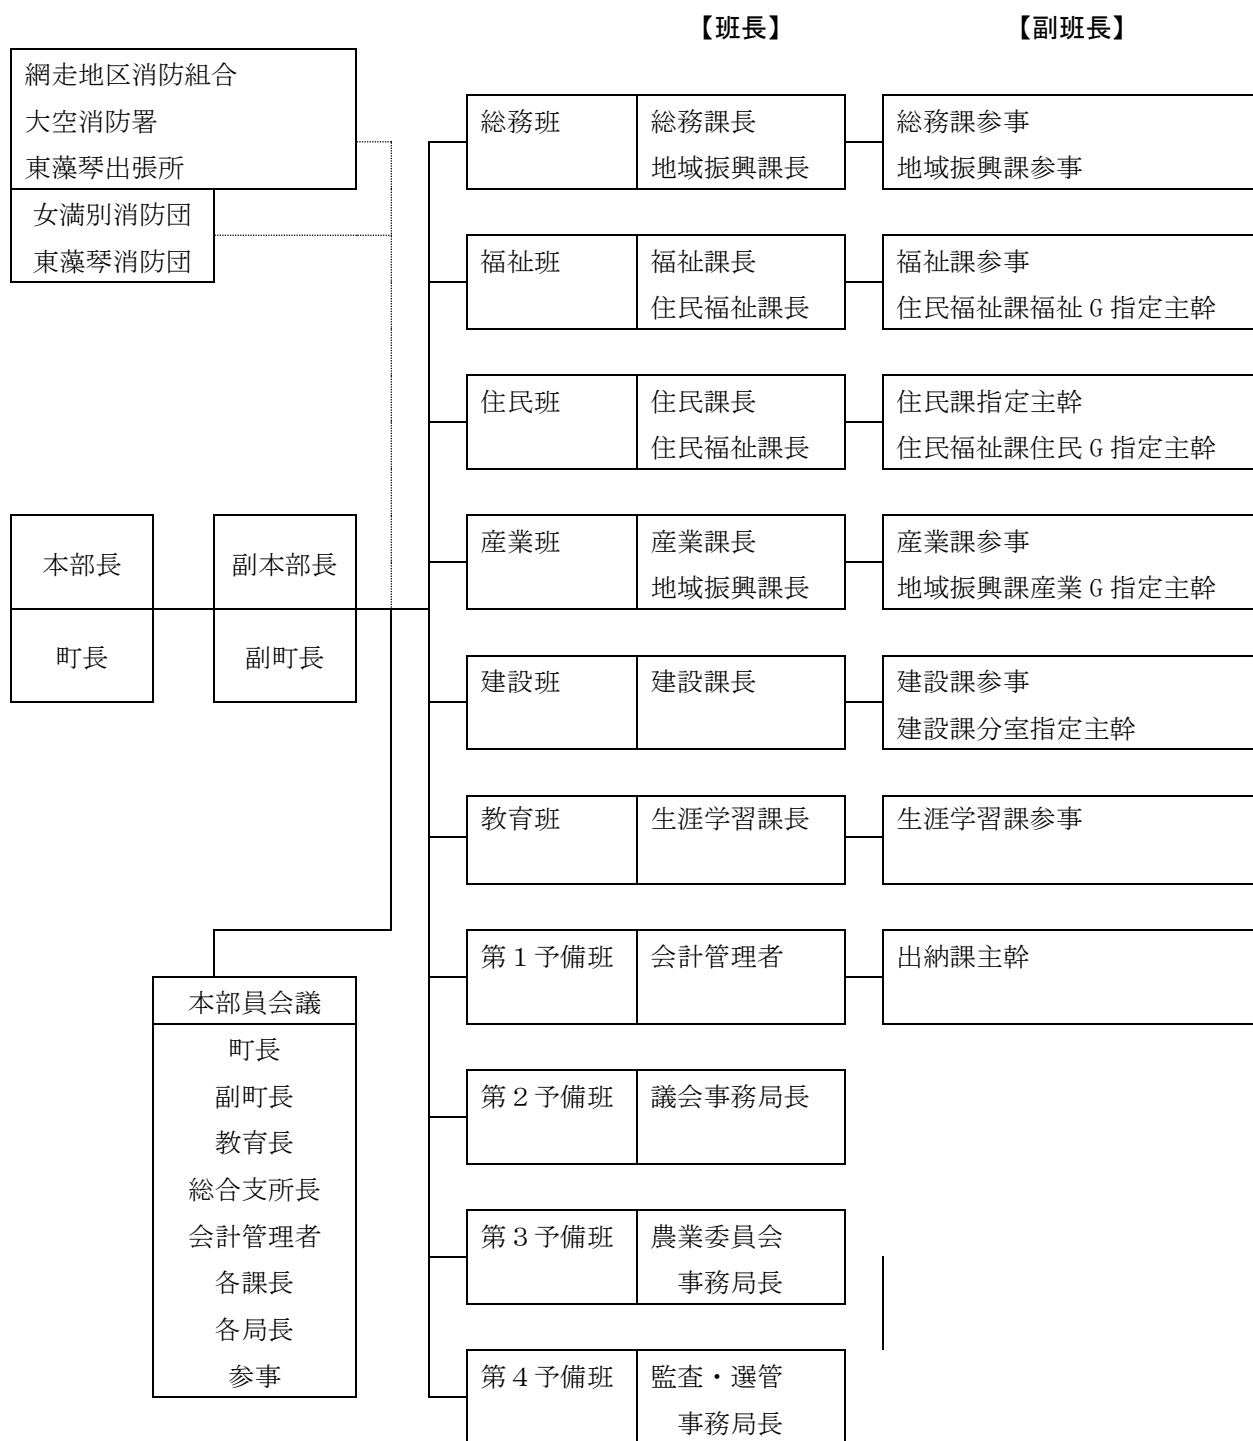 【班長】
【副班長】
網走地区消防組合
大空消防署
東藻琴出張所
女満別消防団
東藻琴消防団
本部長
町長
副本部長
副町長
本部員会議
町長
副町長
教育長
総合支所長
会計管理者
各課長
各局長
参事
総務班
総務課長
地域振興課長
総務課参事
地域振興課参事
福祉班
福祉課長
住民福祉課長
福祉課参事
住民福祉課福祉G指定主幹
住民班
住民課長
住民福祉課長
住民課指定主幹
住民福祉課住民G指定主幹
産業班
産業課長
地域振興課長
産業課参事
地域振興課産業G指定主幹
建設班
建設課長
建設課参事
建設課分室指定主幹
教育班
生涯学習課長
生涯学習課参事
第１予備班
会計管理者
出納課主幹
第２予備班
議会事務局長
第３予備班
農業委員会
事務局長
第４予備班
監査・選管
事務局長